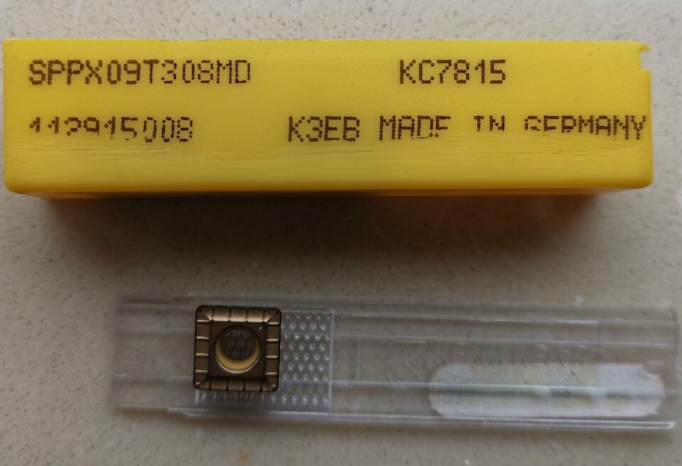 SPPX09T308MD KC7815
112915008 K3EB MADE IN GERMANY